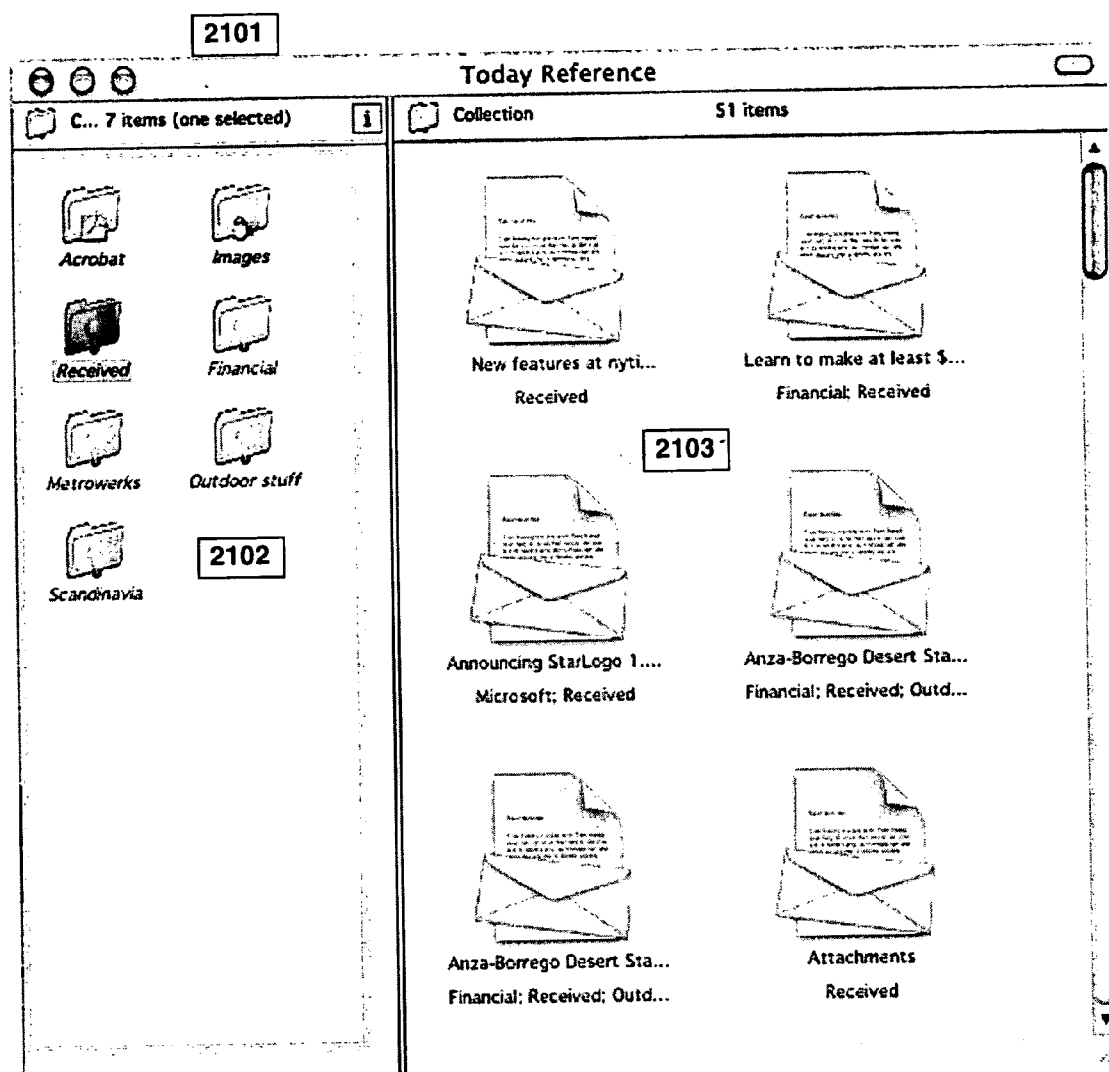 2101
Today Reference
C... 7 items (one selected)
i
Collection 51 items
Acrobat Images
Received Financial
Metrowerks Outdoor stuff
Scandinavia
2102
New features at nyti... Learn to make at least $...
Received Financial; Received
2103
Announcing StarLogo 1.... Anza-Borrego Desert Sta...
Microsoft; Received Financial; Received; Outd...
Anza-Borrego Desert Sta... Attachments
Financial; Received; Outd... Received